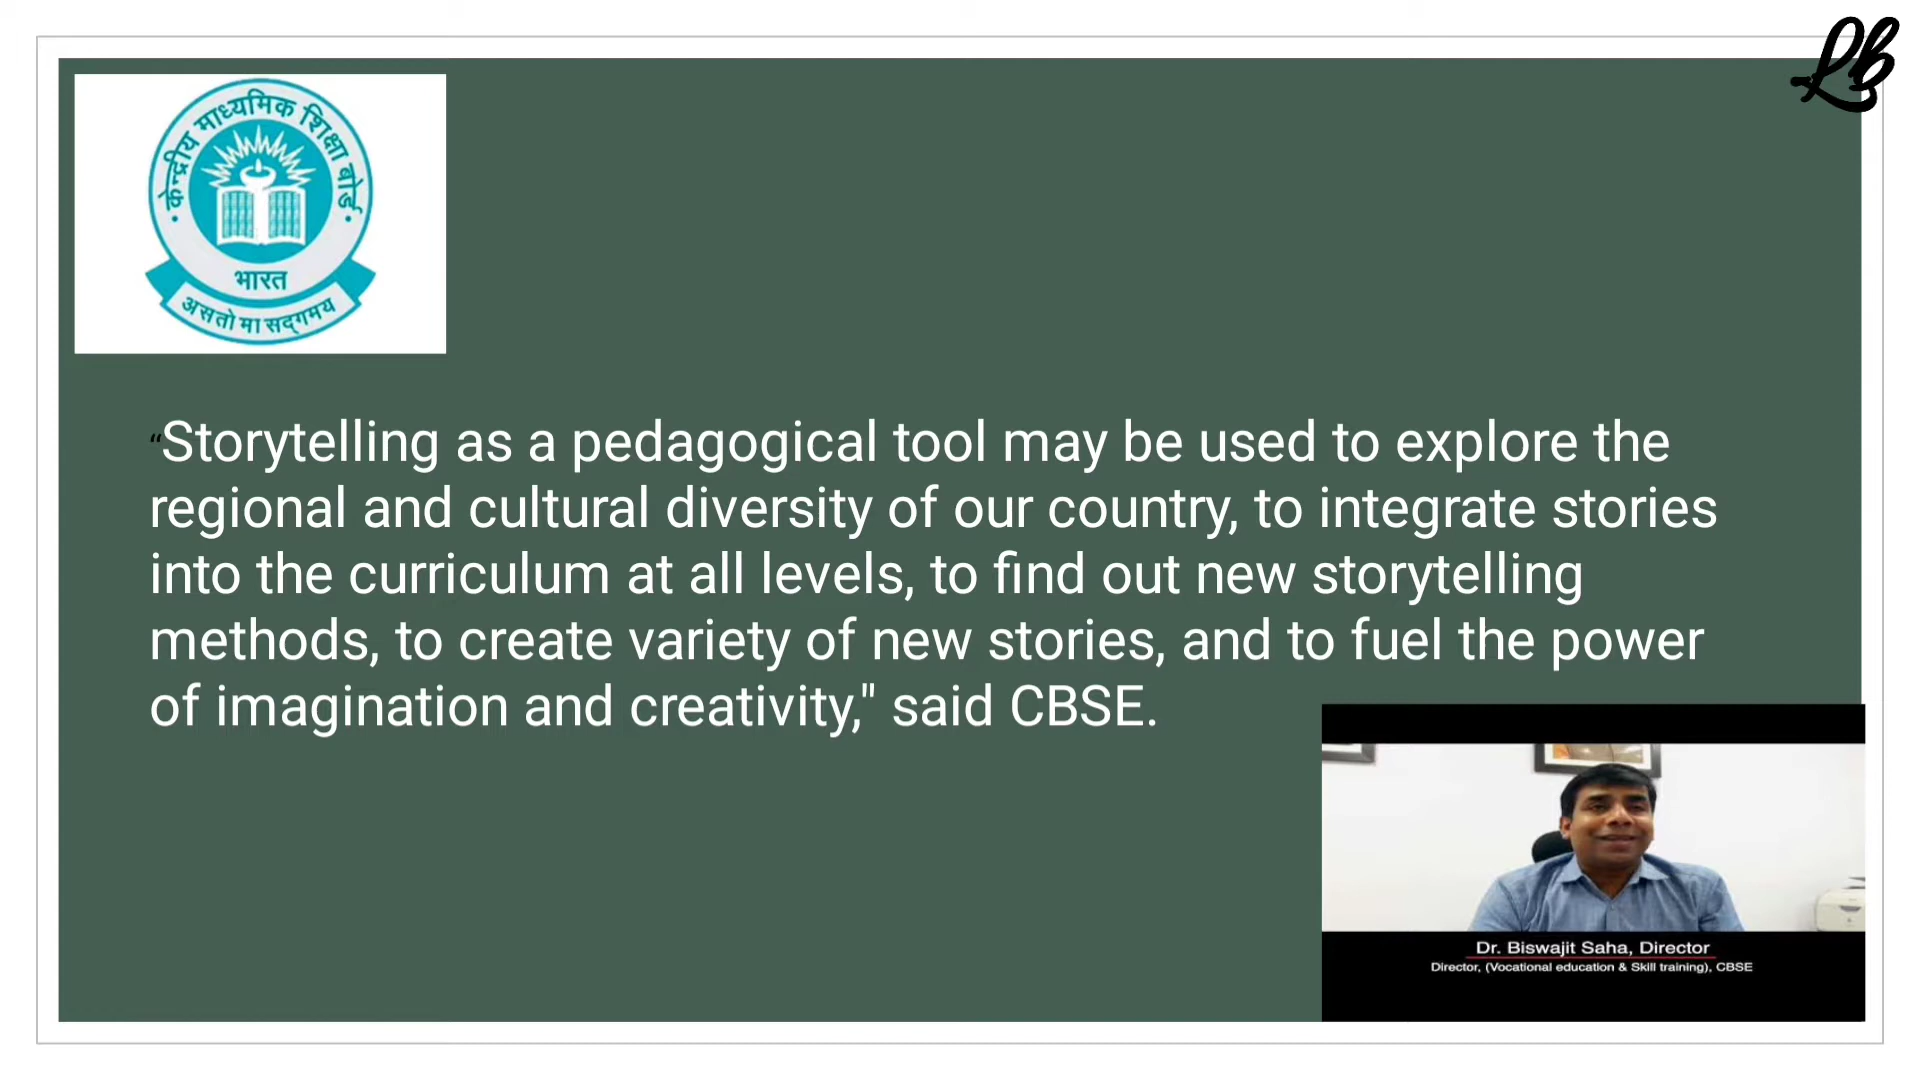 LB
केन्द्रीय माध्यमिक शिक्षा बोर्ड
भारत
असतो मा सद्गमय
“Storytelling as a pedagogical tool may be used to explore the
regional and cultural diversity of our country, to integrate stories
into the curriculum at all levels, to find out new storytelling
methods, to create variety of new stories, and to fuel the power
of imagination and creativity," said CBSE.
Dr. Biswajit Saha, Director
Director, (Vocational education & Skill training), CBSE